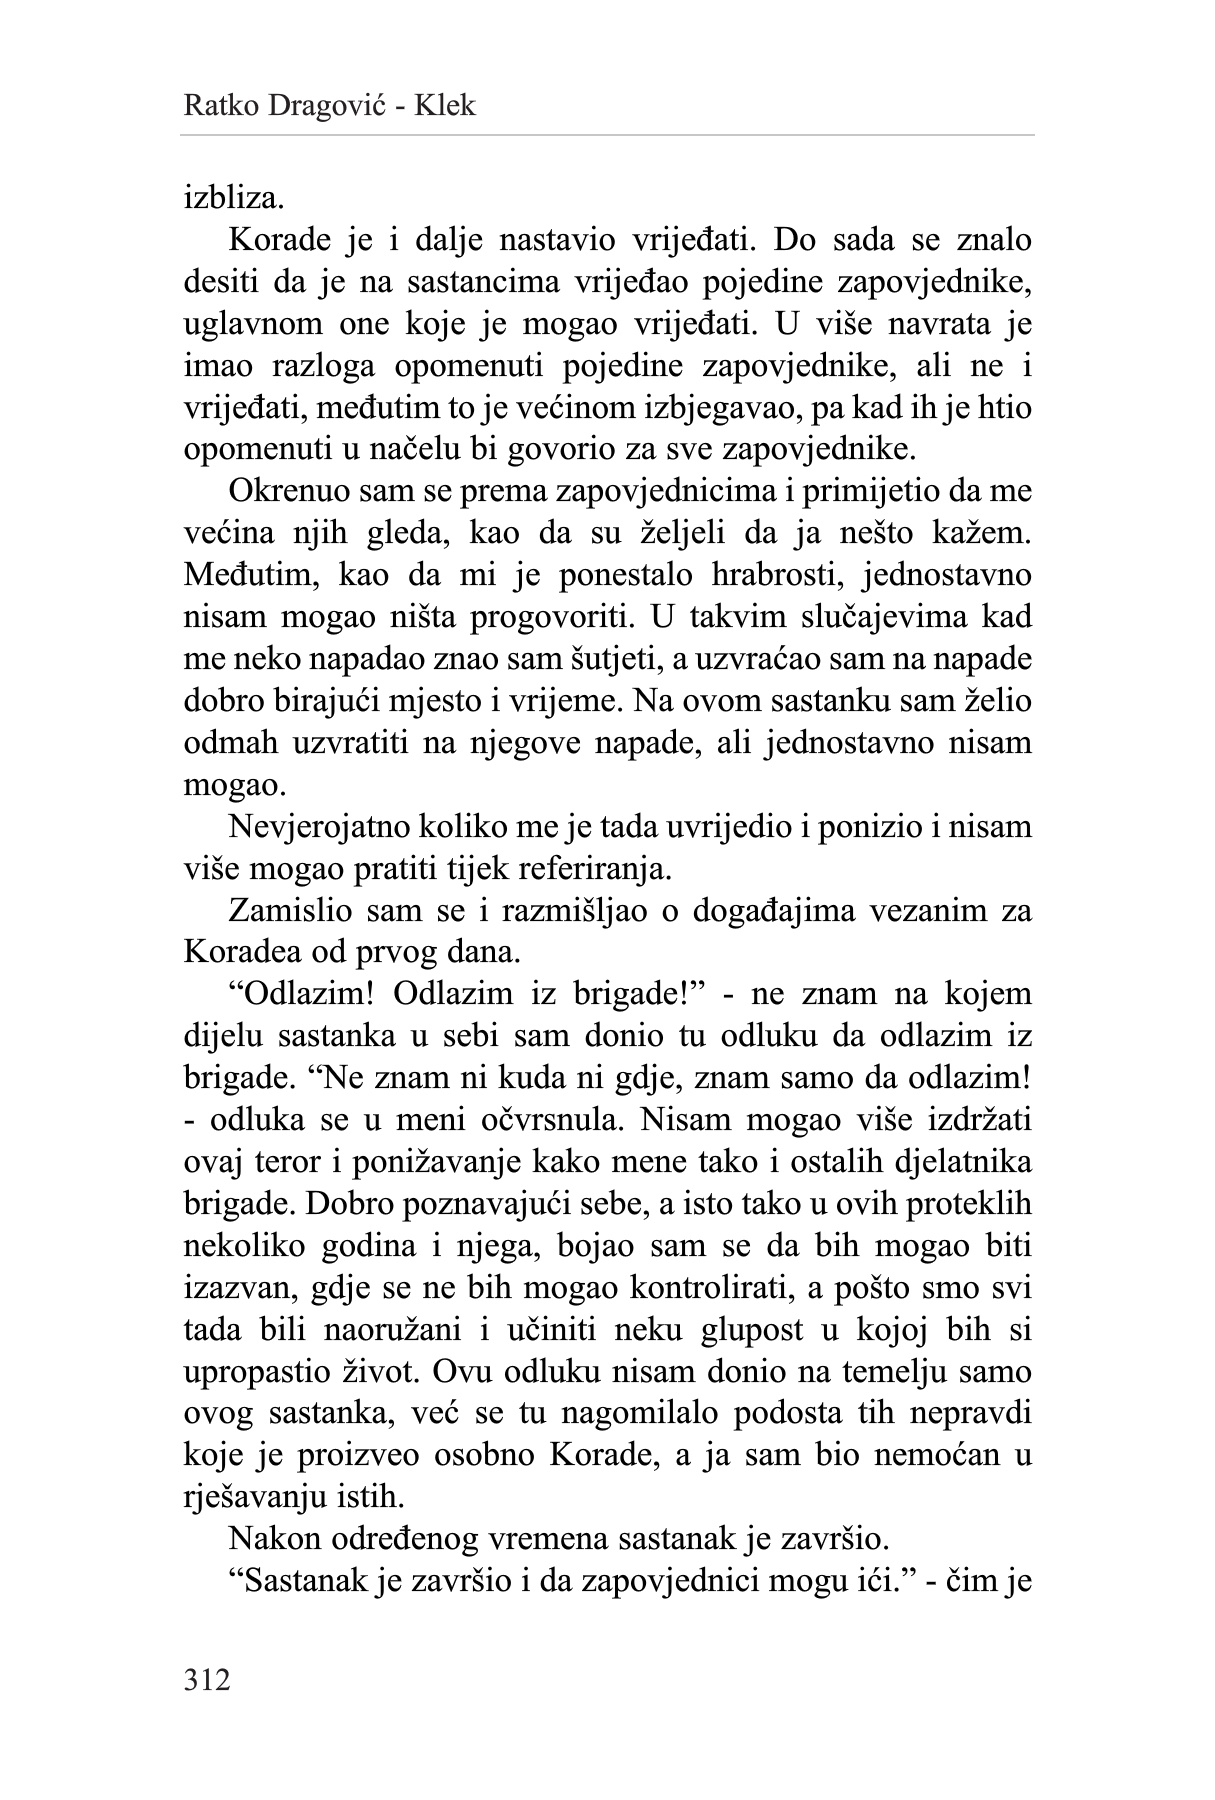 Ratko Dragović - Klek
izbliza.
Korade je i dalje nastavio vrijeđati. Do sada se znalo
desiti da je na sastancima vrijeđao pojedine zapovjednike,
uglavnom one koje je mogao vrijeđati. U više navrata je
imao razloga opomenuti pojedine zapovjednike, ali ne i
vrijeđati, međutim to je većinom izbjegavao, pa kad ih je htio
opomenuti u načelu bi govorio za sve zapovjednike.
Okrenuo sam se prema zapovjednicima i primijetio da me
većina njih gleda, kao da su željeli da ja nešto kažem.
Međutim, kao da mi je ponestalo hrabrosti, jednostavno
nisam mogao ništa progovoriti. U takvim slučajevima kad
me neko napadao znao sam šutjeti, a uzvraćao sam na napade
dobro birajući mjesto i vrijeme. Na ovom sastanku sam želio
odmah uzvratiti na njegove napade, ali jednostavno nisam
mogao.
Nevjerojatno koliko me je tada uvrijedio i ponizio i nisam
više mogao pratiti tijek referiranja.
Zamislio sam se i razmišljao o događajima vezanim za
Koradea od prvog dana.
“Odlazim! Odlazim iz brigade!” - ne znam na kojem
dijelu sastanka u sebi sam donio tu odluku da odlazim iz
brigade. “Ne znam ni kuda ni gdje, znam samo da odlazim!
- odluka se u meni očvrsnula. Nisam mogao više izdržati
ovaj teror i ponižavanje kako mene tako i ostalih djelatnika
brigade. Dobro poznavajući sebe, a isto tako u ovih proteklih
nekoliko godina i njega, bojao sam se da bih mogao biti
izazvan, gdje se ne bih mogao kontrolirati, a pošto smo svi
tada bili naoružani i učiniti neku glupost u kojoj bih si
upropastio život. Ovu odluku nisam donio na temelju samo
ovog sastanka, već se tu nagomilalo podosta tih nepravdi
koje je proizveo osobno Korade, a ja sam bio nemoćan u
rješavanju istih.
Nakon određenog vremena sastanak je završio.
“Sastanak je završio i da zapovjednici mogu ići.” - čim je
312